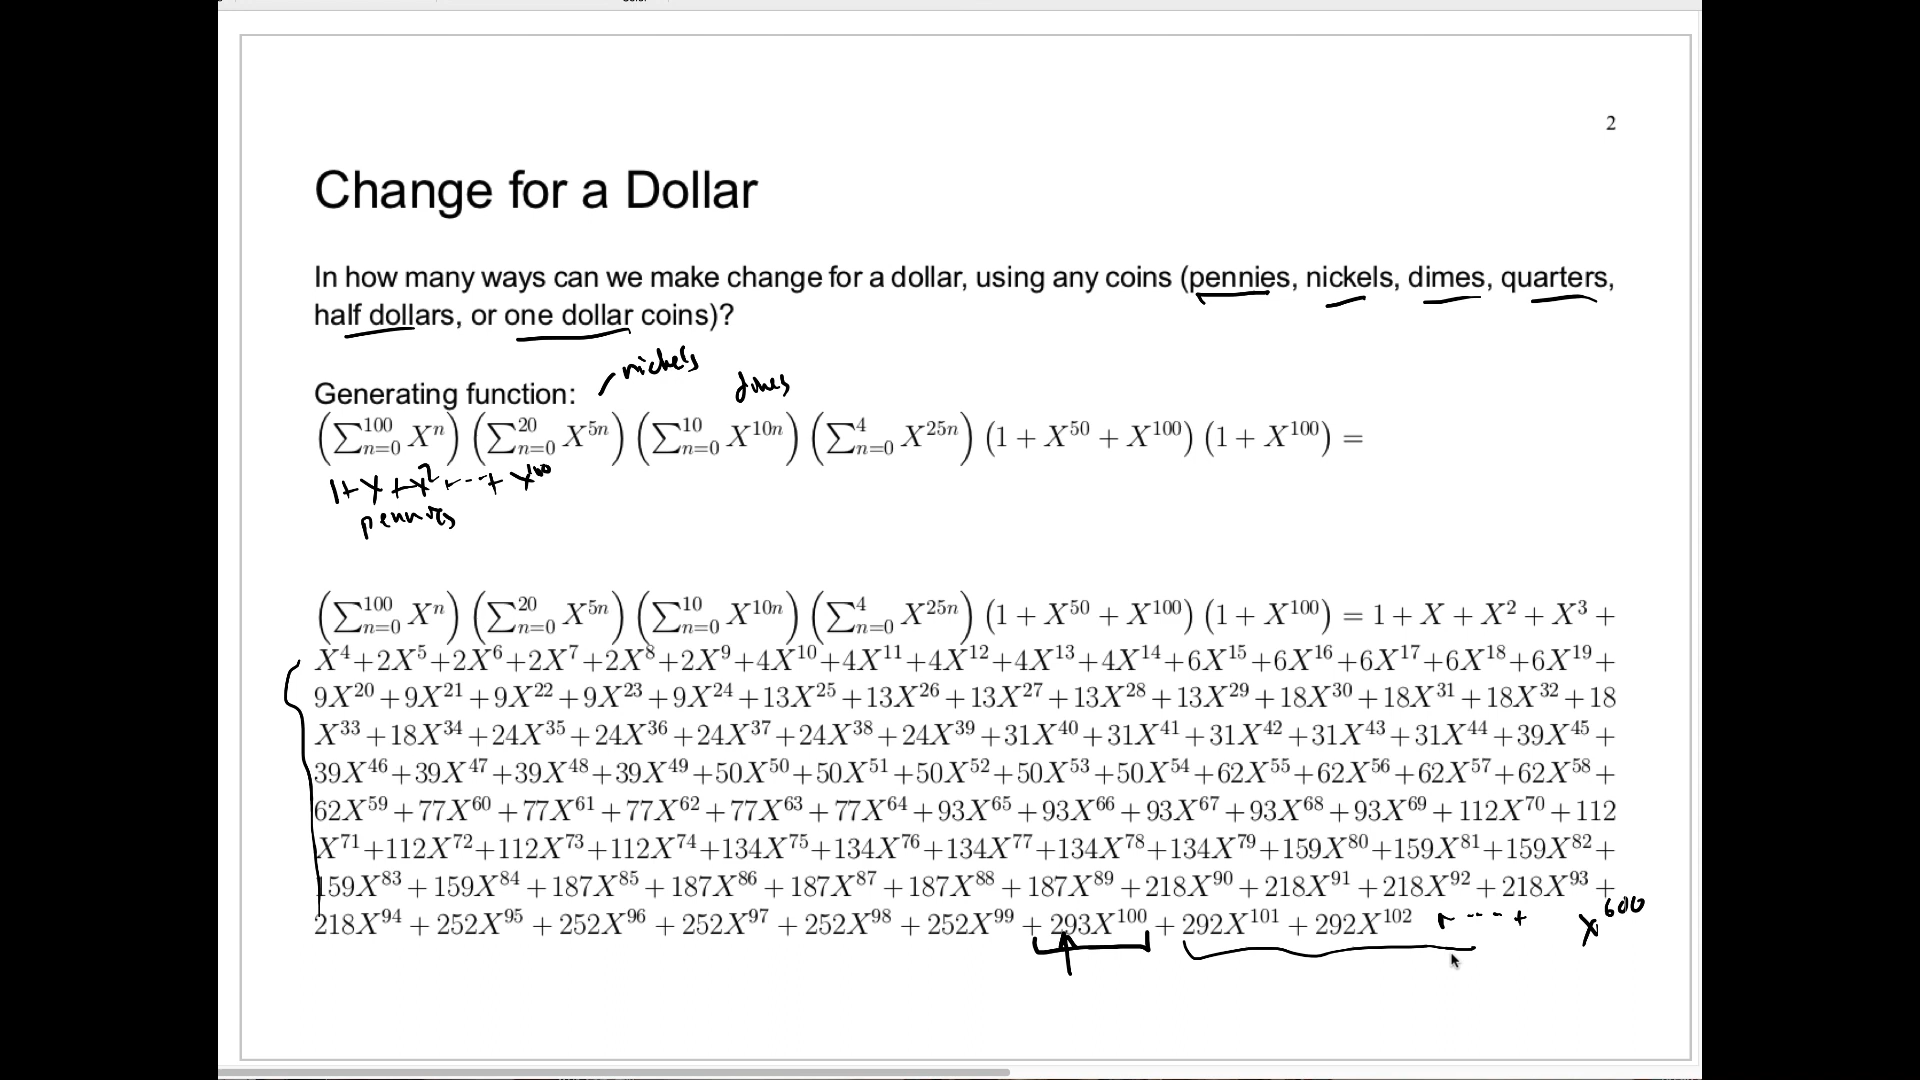 2
Change for a Dollar
In how many ways can we make change for a dollar, using any coins (pennies, nickels, dimes, quarters,
half dollars, or one dollar coins)?
nickels
dimes
Generating function:
(∑_{n=0}^{100} X^n) (∑_{n=0}^{20} X^{5n}) (∑_{n=0}^{10} X^{10n}) (∑_{n=0}^{4} X^{25n}) (1 + X^{50} + X^{100}) (1 + X^{100}) =
1 + X + X^2 + ··· + X^{100}
pennies
(∑_{n=0}^{100} X^n) (∑_{n=0}^{20} X^{5n}) (∑_{n=0}^{10} X^{10n}) (∑_{n=0}^{4} X^{25n}) (1 + X^{50} + X^{100}) (1 + X^{100}) = 1 + X + X^2 + X^3 +
X^4+2X^5+2X^6+2X^7+2X^8+2X^9+4X^{10}+4X^{11}+4X^{12}+4X^{13}+4X^{14}+6X^{15}+6X^{16}+6X^{17}+6X^{18}+6X^{19}+
9X^{20}+9X^{21}+9X^{22}+9X^{23}+9X^{24}+13X^{25}+13X^{26}+13X^{27}+13X^{28}+13X^{29}+18X^{30}+18X^{31}+18X^{32}+18
X^{33}+18X^{34}+24X^{35}+24X^{36}+24X^{37}+24X^{38}+24X^{39}+31X^{40}+31X^{41}+31X^{42}+31X^{43}+31X^{44}+39X^{45}+
39X^{46}+39X^{47}+39X^{48}+39X^{49}+50X^{50}+50X^{51}+50X^{52}+50X^{53}+50X^{54}+62X^{55}+62X^{56}+62X^{57}+62X^{58}+
62X^{59}+77X^{60}+77X^{61}+77X^{62}+77X^{63}+77X^{64}+93X^{65}+93X^{66}+93X^{67}+93X^{68}+93X^{69}+112X^{70}+112
X^{71}+112X^{72}+112X^{73}+112X^{74}+134X^{75}+134X^{76}+134X^{77}+134X^{78}+134X^{79}+159X^{80}+159X^{81}+159X^{82}+
159X^{83}+159X^{84}+187X^{85}+187X^{86}+187X^{87}+187X^{88}+187X^{89}+218X^{90}+218X^{91}+218X^{92}+218X^{93}+
218X^{94}+252X^{95}+252X^{96}+252X^{97}+252X^{98}+252X^{99}+293X^{100}+292X^{101}+292X^{102} + ··· + X^{600}